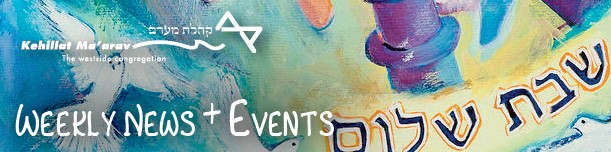 קהלת מערב
Kehillat Ma'arav
The westside congregation
WEEKLY NEWS + EVENTS
שבת שלום